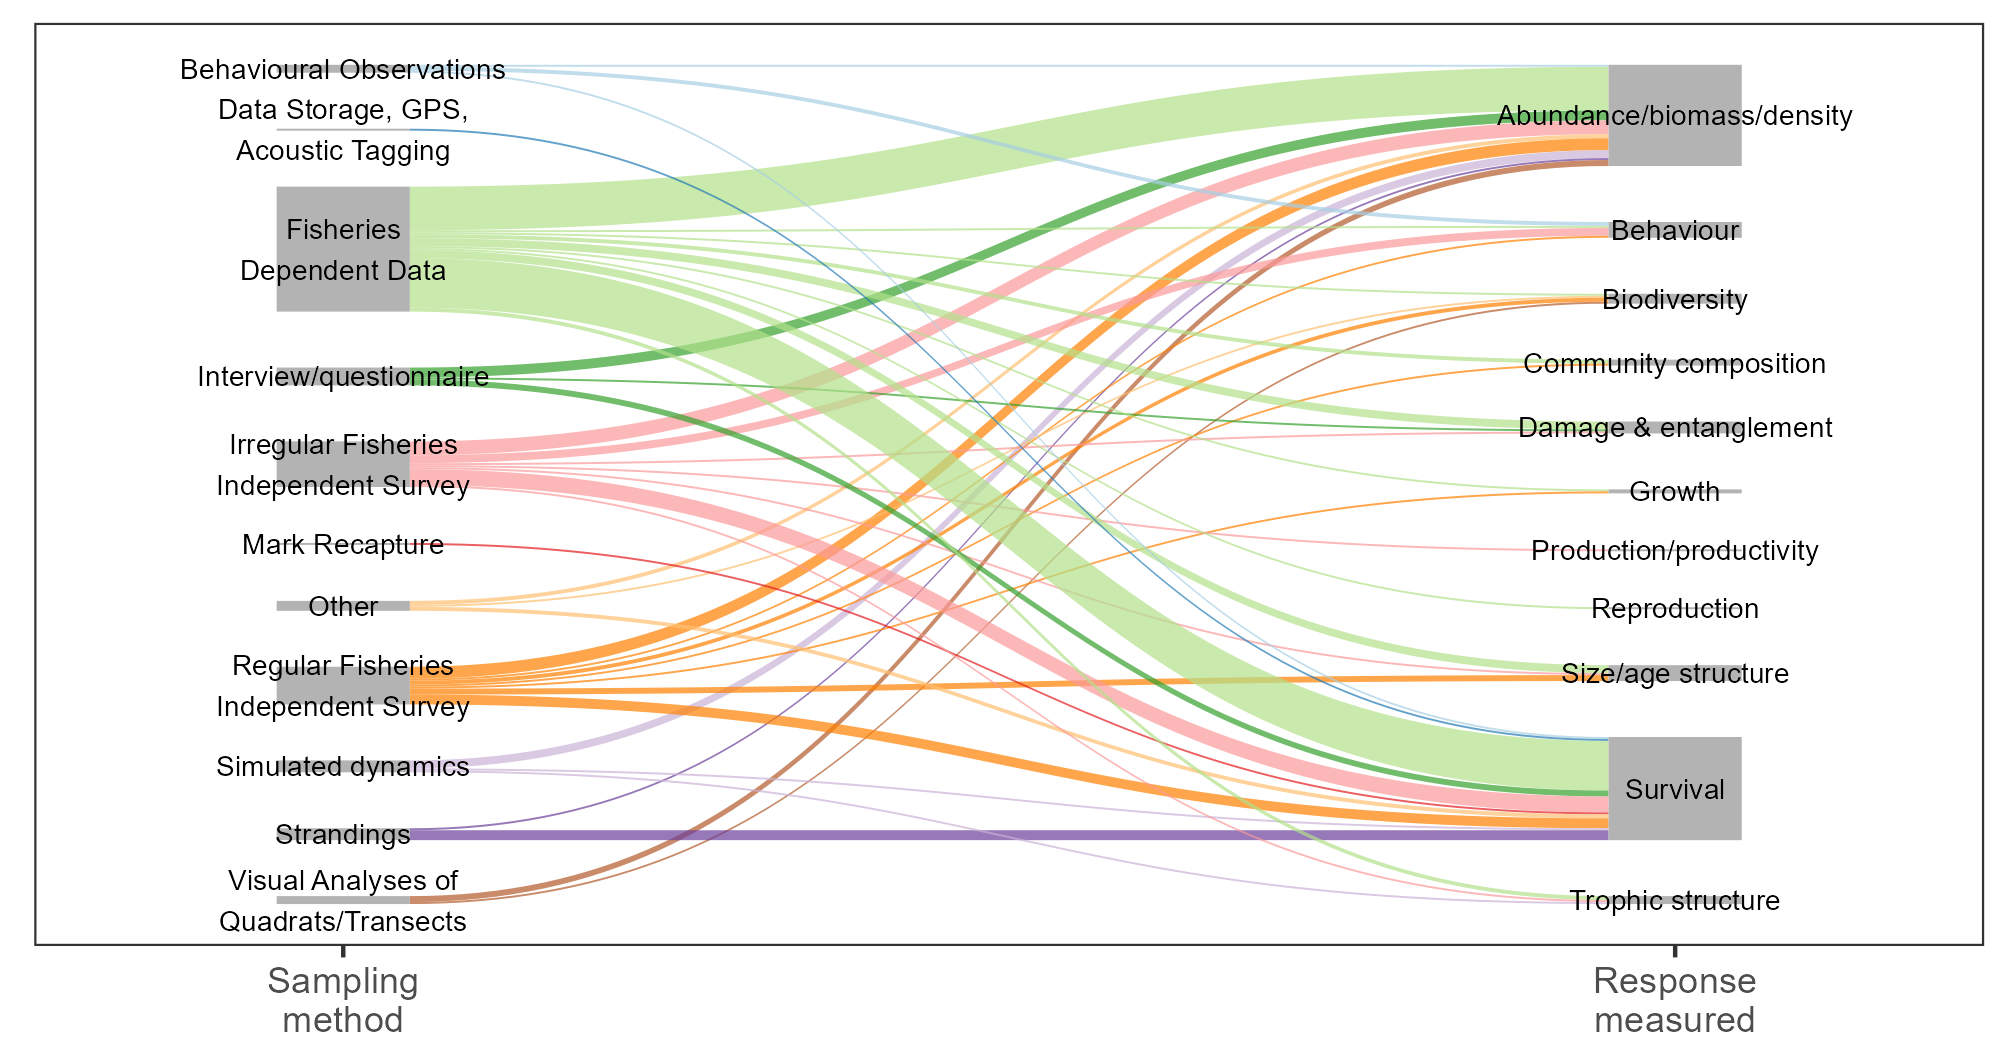 Behavioural Observations
Data Storage, GPS,
Acoustic Tagging
Fisheries
Dependent Data
Interview/questionnaire
Irregular Fisheries
Independent Survey
Mark Recapture
Other
Regular Fisheries
Independent Survey
Simulated dynamics
Strandings
Visual Analyses of
Quadrats/Transects
Abundance/biomass/density
Behaviour
Biodiversity
Community composition
Damage & entanglement
Growth
Production/productivity
Reproduction
Size/age structure
Survival
Trophic structure
Sampling
method
Response
measured